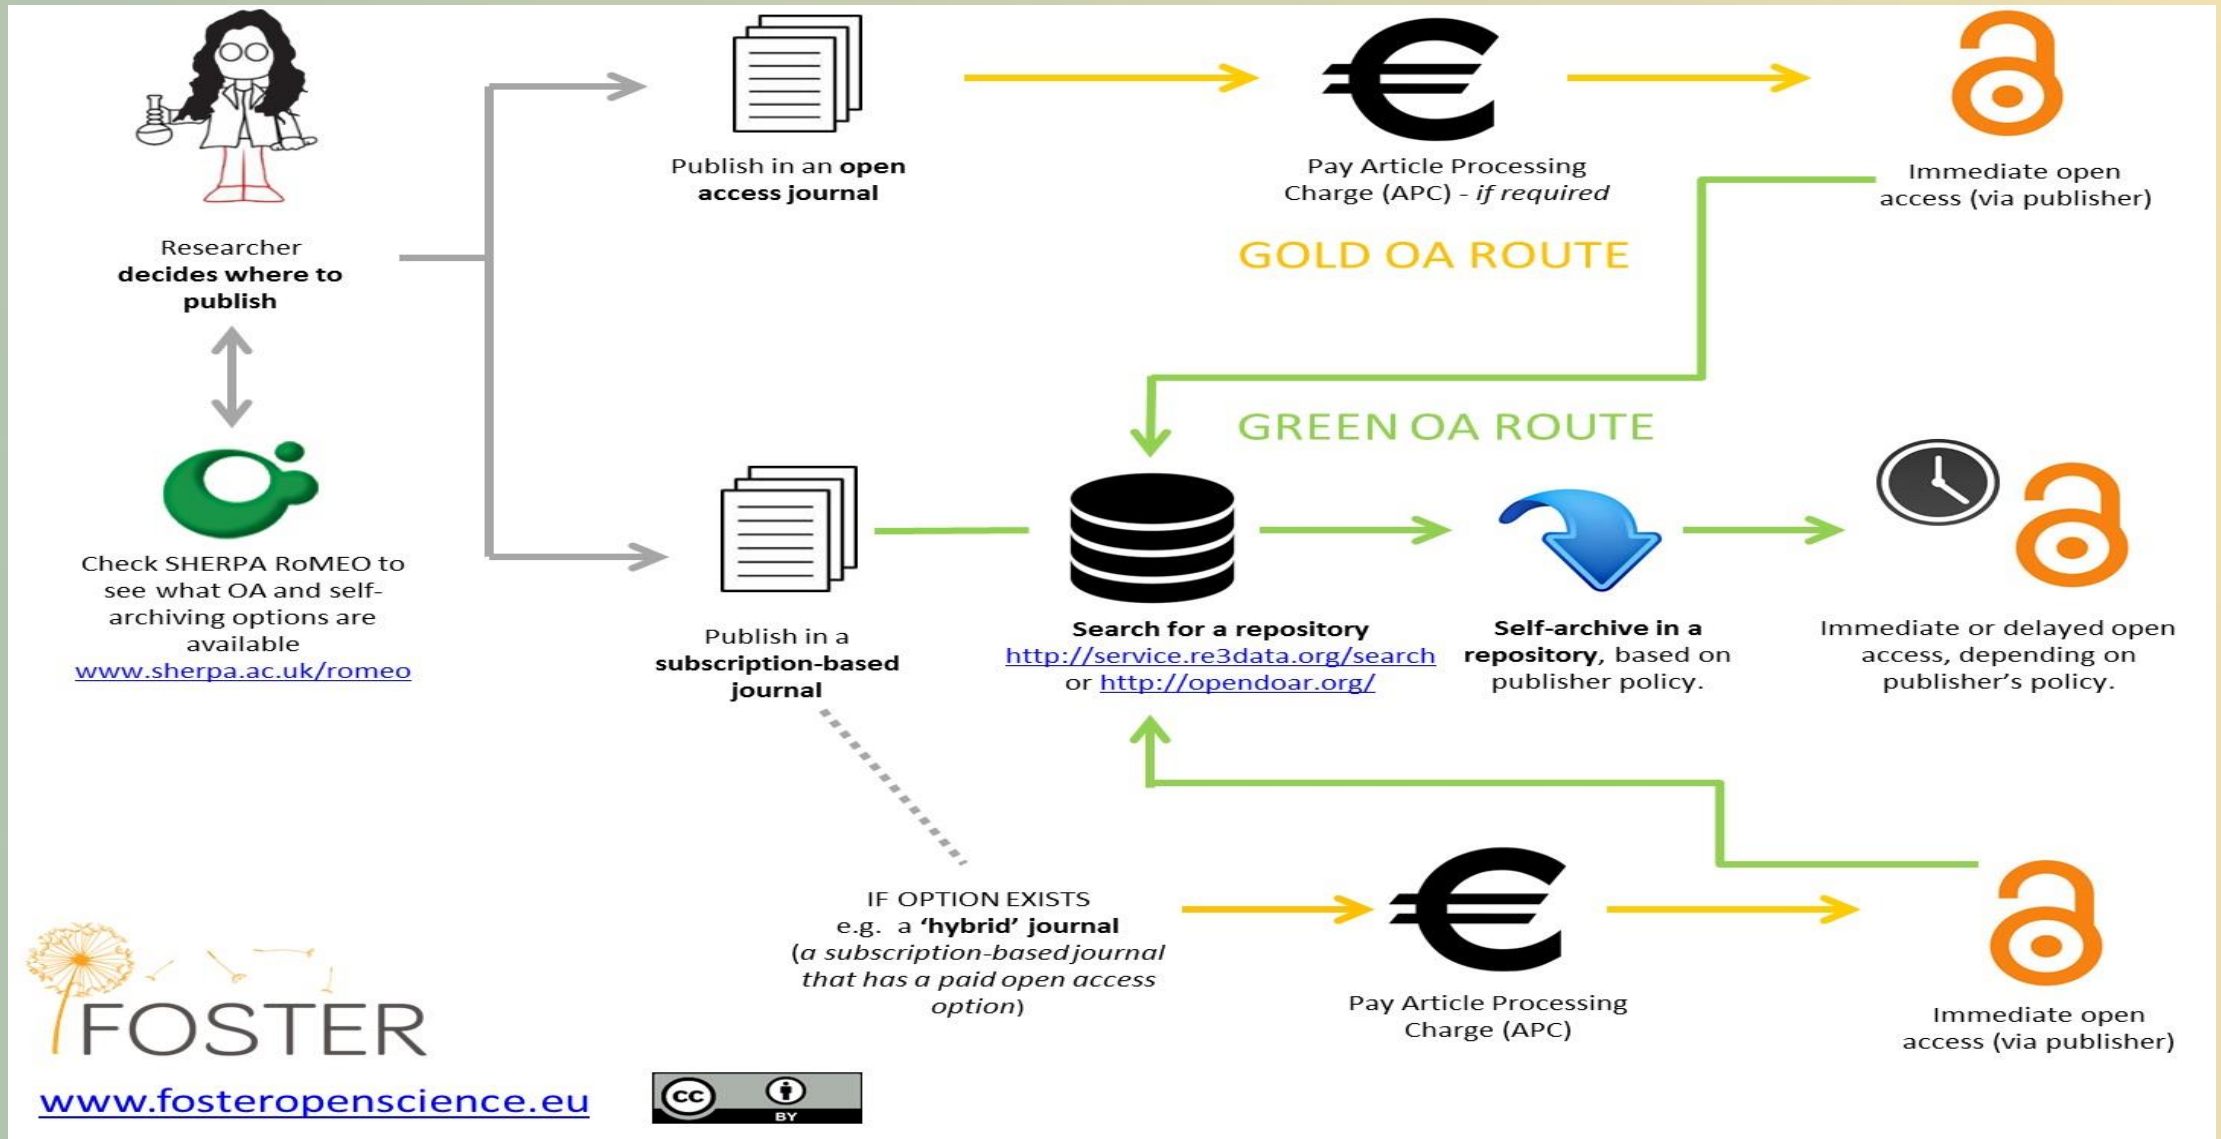 Researcher
decides where to
publish
Check SHERPA RoMEO to
see what OA and self-
archiving options are
available
www.sherpa.ac.uk/romeo
Publish in an open
access journal
Pay Article Processing
Charge (APC) - if required
Immediate open
access (via publisher)
GOLD OA ROUTE
GREEN OA ROUTE
Publish in a
subscription-based
journal
Search for a repository
http://service.re3data.org/search
or http://opendoar.org/
Self-archive in a
repository, based on
publisher policy.
Immediate or delayed open
access, depending on
publisher’s policy.
IF OPTION EXISTS
e.g. a ‘hybrid’ journal
(a subscription-based journal
that has a paid open access
option)
Pay Article Processing
Charge (APC)
Immediate open
access (via publisher)
FOSTER
www.fosteropenscience.eu
cc
BY